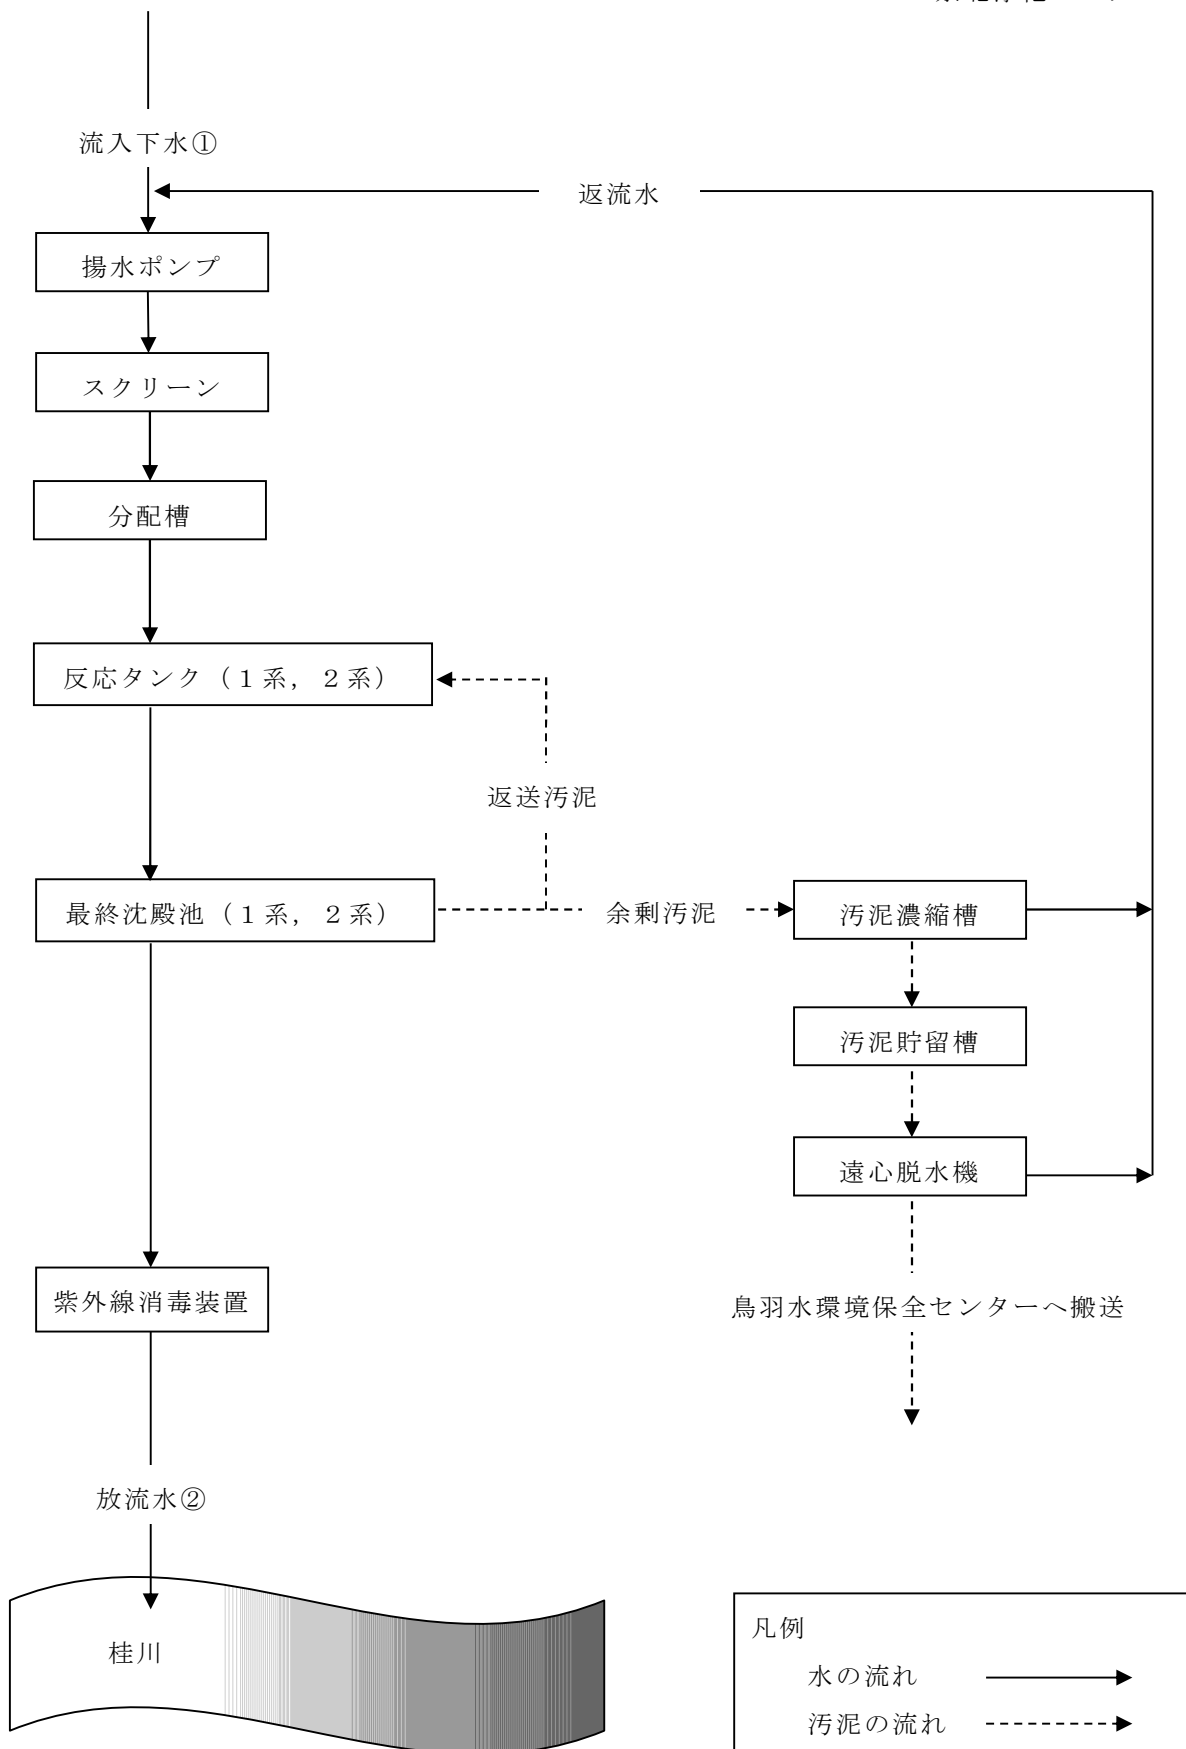 流入下水①
返流水
揚水ポンプ
スクリーン
分配槽
反応タンク（１系，２系）
返送汚泥
最終沈殿池（１系，２系）
余剰汚泥
汚泥濃縮槽
汚泥貯留槽
遠心脱水機
紫外線消毒装置
鳥羽水環境保全センターへ搬送
放流水②
桂川
凡例
水の流れ
汚泥の流れ